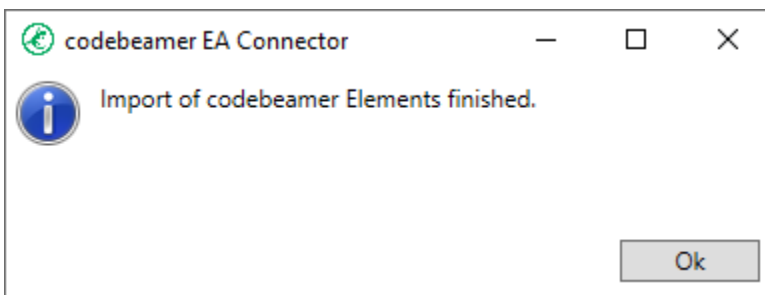 codebeamer EA Connector
Import of codebeamer Elements finished.
Ok